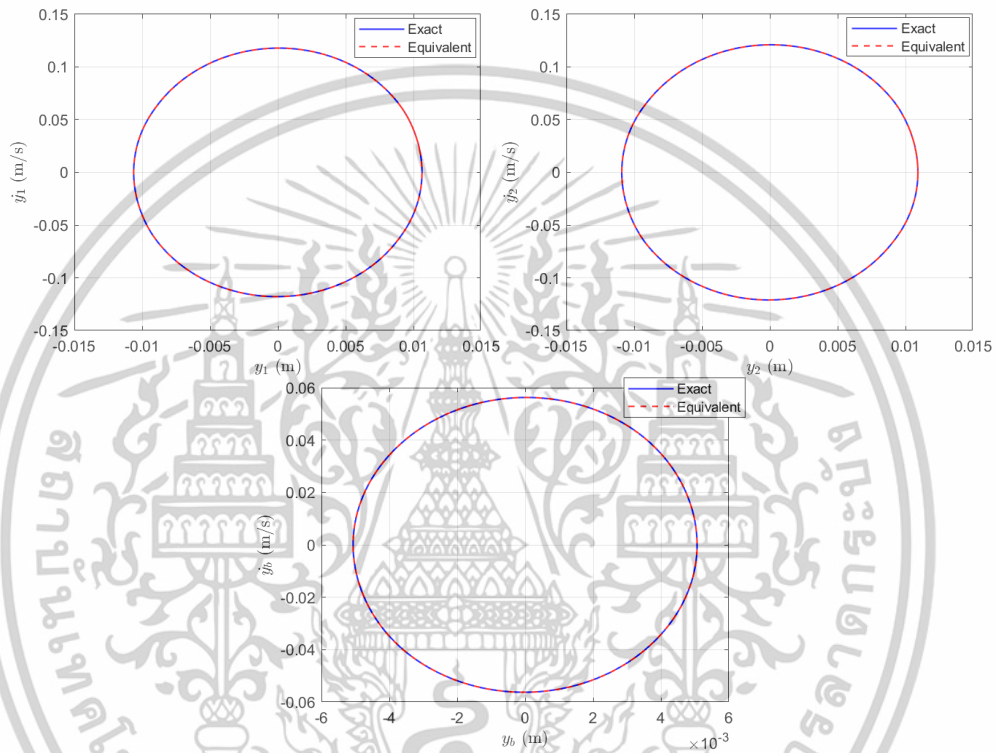 0.15
0.1
0.05
0
-0.05
-0.1
-0.15
-0.015 -0.01 -0.005 0 0.005 0.01 0.015
y₁ (m)
ẏ₁ (m/s)
Exact
Equivalent
0.15
0.1
0.05
0
-0.05
-0.1
-0.15
-0.015 -0.01 -0.005 0 0.005 0.01 0.015
y₂ (m)
ẏ₂ (m/s)
Exact
Equivalent
0.06
0.04
0.02
0
-0.02
-0.04
-0.06
-6 -4 -2 0 2 4 6
×10⁻³
y_b (m)
ẏ_b (m/s)
Exact
Equivalent